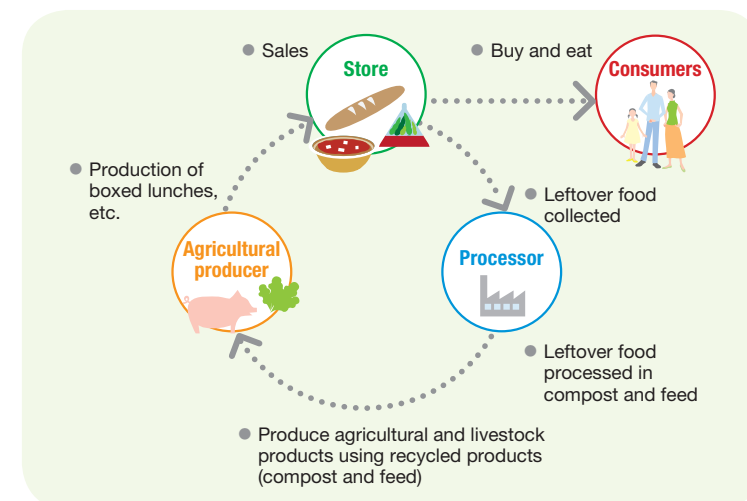 Sales
Store
Buy and eat
Consumers
Production of
boxed lunches,
etc.
Leftover food
collected
Agricultural
producer
Processor
Leftover food
processed in
compost and feed
Produce agricultural and livestock
products using recycled products
(compost and feed)